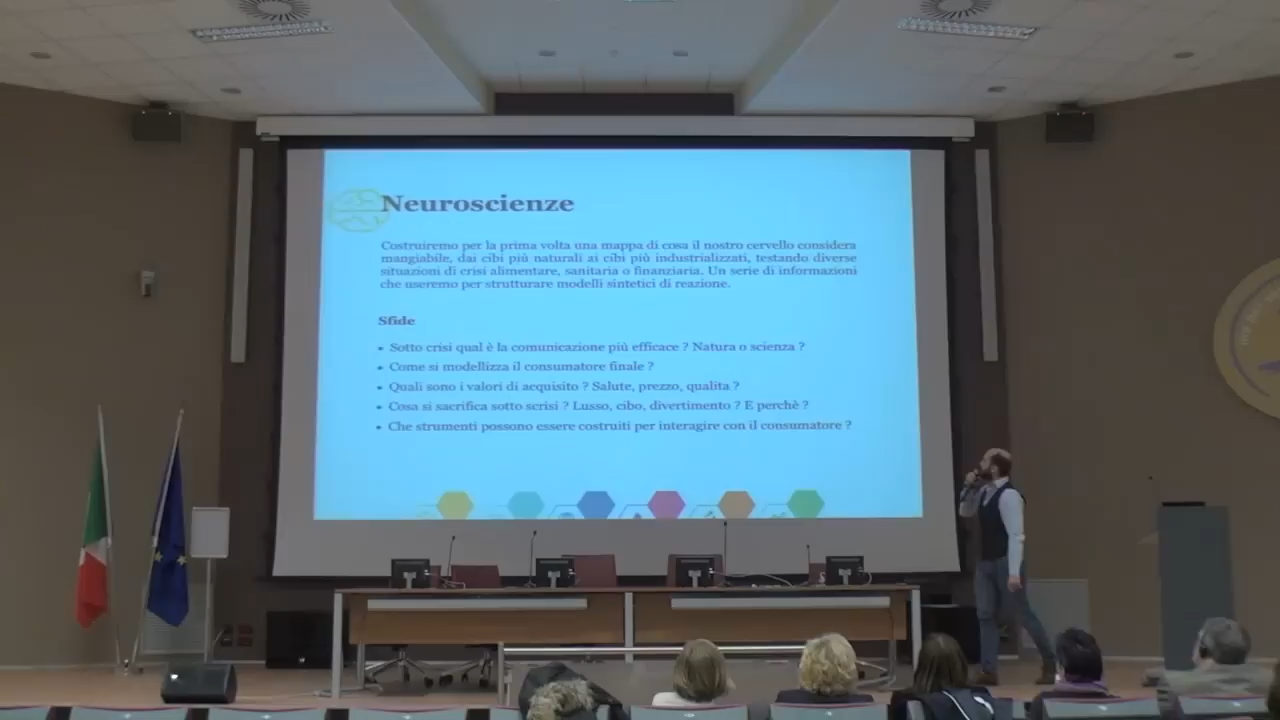 Neuroscienze
Costruiremo per la prima volta una mappa di cosa il nostro cervello considera
mangiabile, dai cibi più naturali ai cibi più industrializzati, testando diverse
situazioni di crisi alimentare, sanitaria o finanziaria. Un serie di informazioni
che useremo per strutturare modelli sintetici di reazione.
Sfide
• Sotto crisi qual è la comunicazione più efficace ? Natura o scienza ?
• Come si modellizza il consumatore finale ?
• Quali sono i valori di acquisito ? Salute, prezzo, qualita ?
• Cosa si sacrifica sotto scrisi ? Lusso, cibo, divertimento ? E perchè ?
• Che strumenti possono essere costruiti per interagire con il consumatore ?